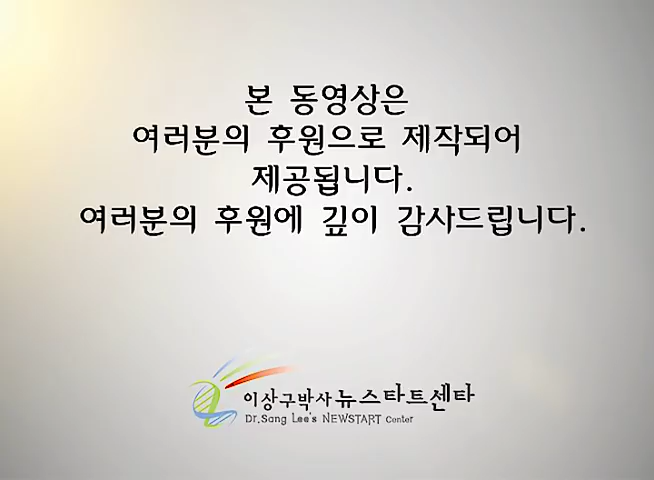 본 동영상은
여러분의 후원으로 제작되어
제공됩니다.
여러분의 후원에 깊이 감사드립니다.
이상구박사 뉴스타트센타
Dr.Sang Lee's NEWSTART Center